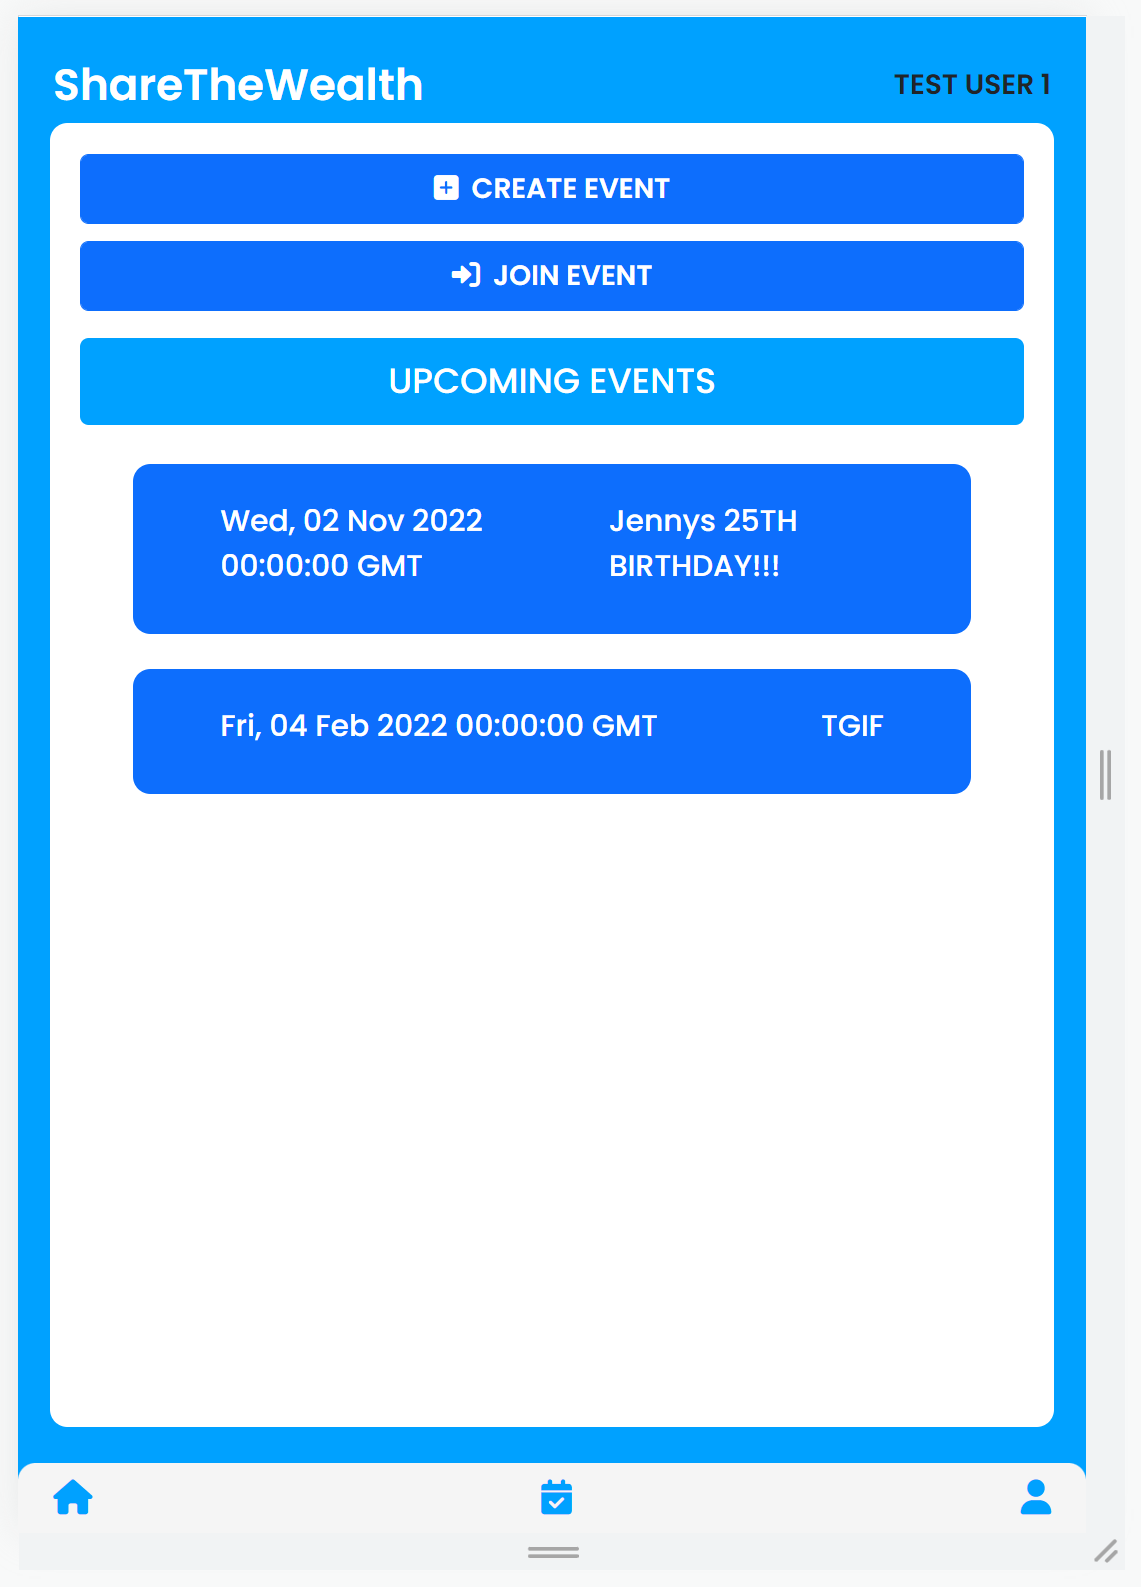 ShareTheWealth
TEST USER 1
CREATE EVENT
JOIN EVENT
UPCOMING EVENTS
Wed, 02 Nov 2022
00:00:00 GMT
Jennys 25TH
BIRTHDAY!!!
Fri, 04 Feb 2022 00:00:00 GMT
TGIF